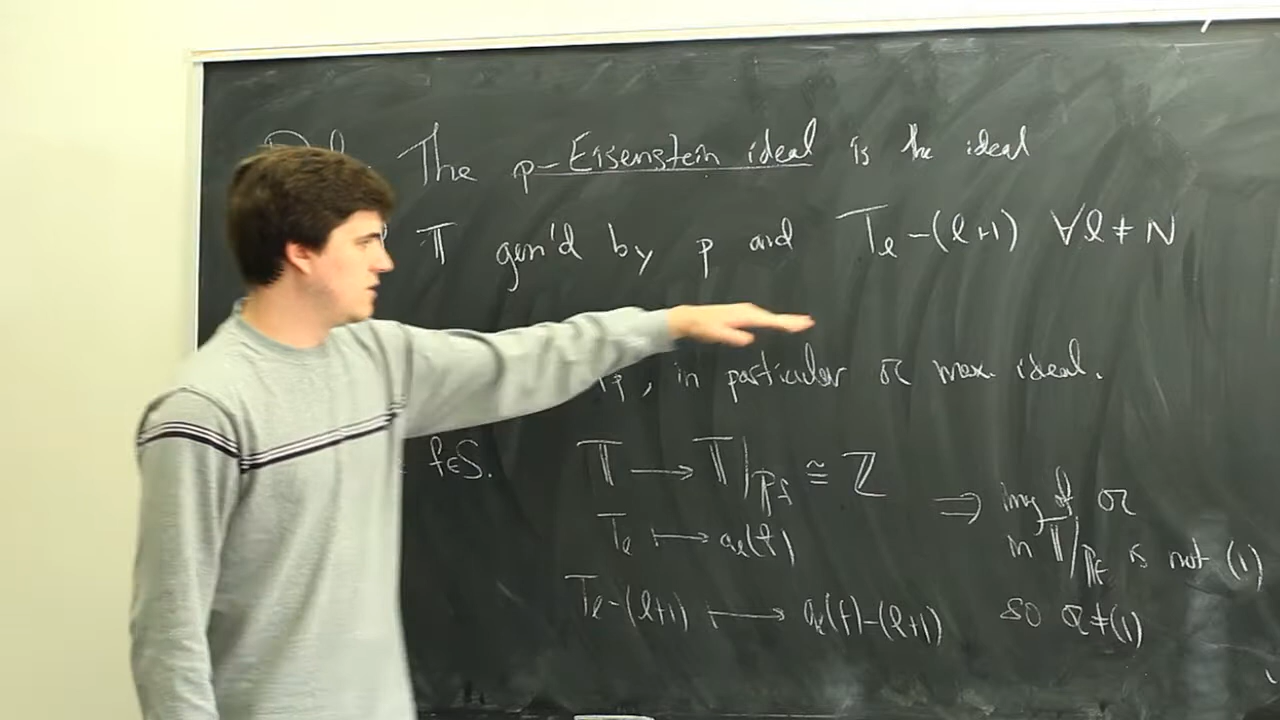 The p-Eisenstein ideal is the ideal
𝕋 gen'd by p and T_ℓ-(ℓ+1) ∀ℓ≠N
, in particular 𝔞 max. ideal.
f∈S. 𝕋 → 𝕋/𝔭_f ≅ ℤ ⇒ img of 𝔞
T_ℓ ↦ a_ℓ(f) in 𝕋/𝔭_f is not (1)
T_ℓ-(ℓ+1) ↦ a_ℓ(f)-(ℓ+1) so 𝔞≠(1)